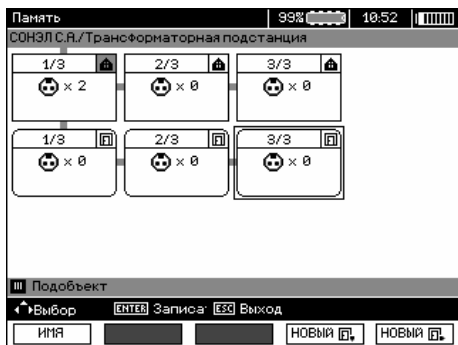 Память 99% 10:52
СОНЭЛ С.А./Трансформаторная подстанция
1/3 2/3 3/3
× 2 × 0 × 0
1/3 2/3 3/3
× 0 × 0 × 0
Подобъект
Выбор ENTER Записа ESC Выход
ИМЯ НОВЫЙ НОВЫЙ